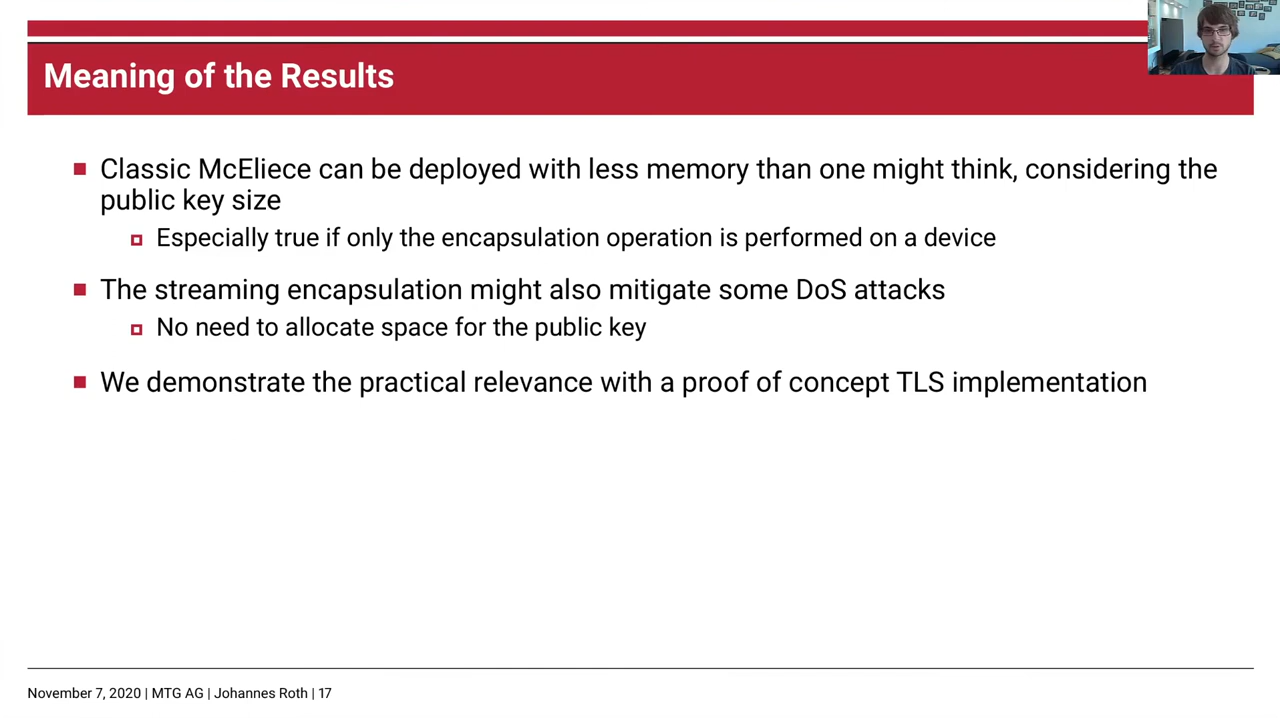 Meaning of the Results
Classic McEliece can be deployed with less memory than one might think, considering the
public key size
Especially true if only the encapsulation operation is performed on a device
The streaming encapsulation might also mitigate some DoS attacks
No need to allocate space for the public key
We demonstrate the practical relevance with a proof of concept TLS implementation
November 7, 2020 | MTG AG | Johannes Roth | 17